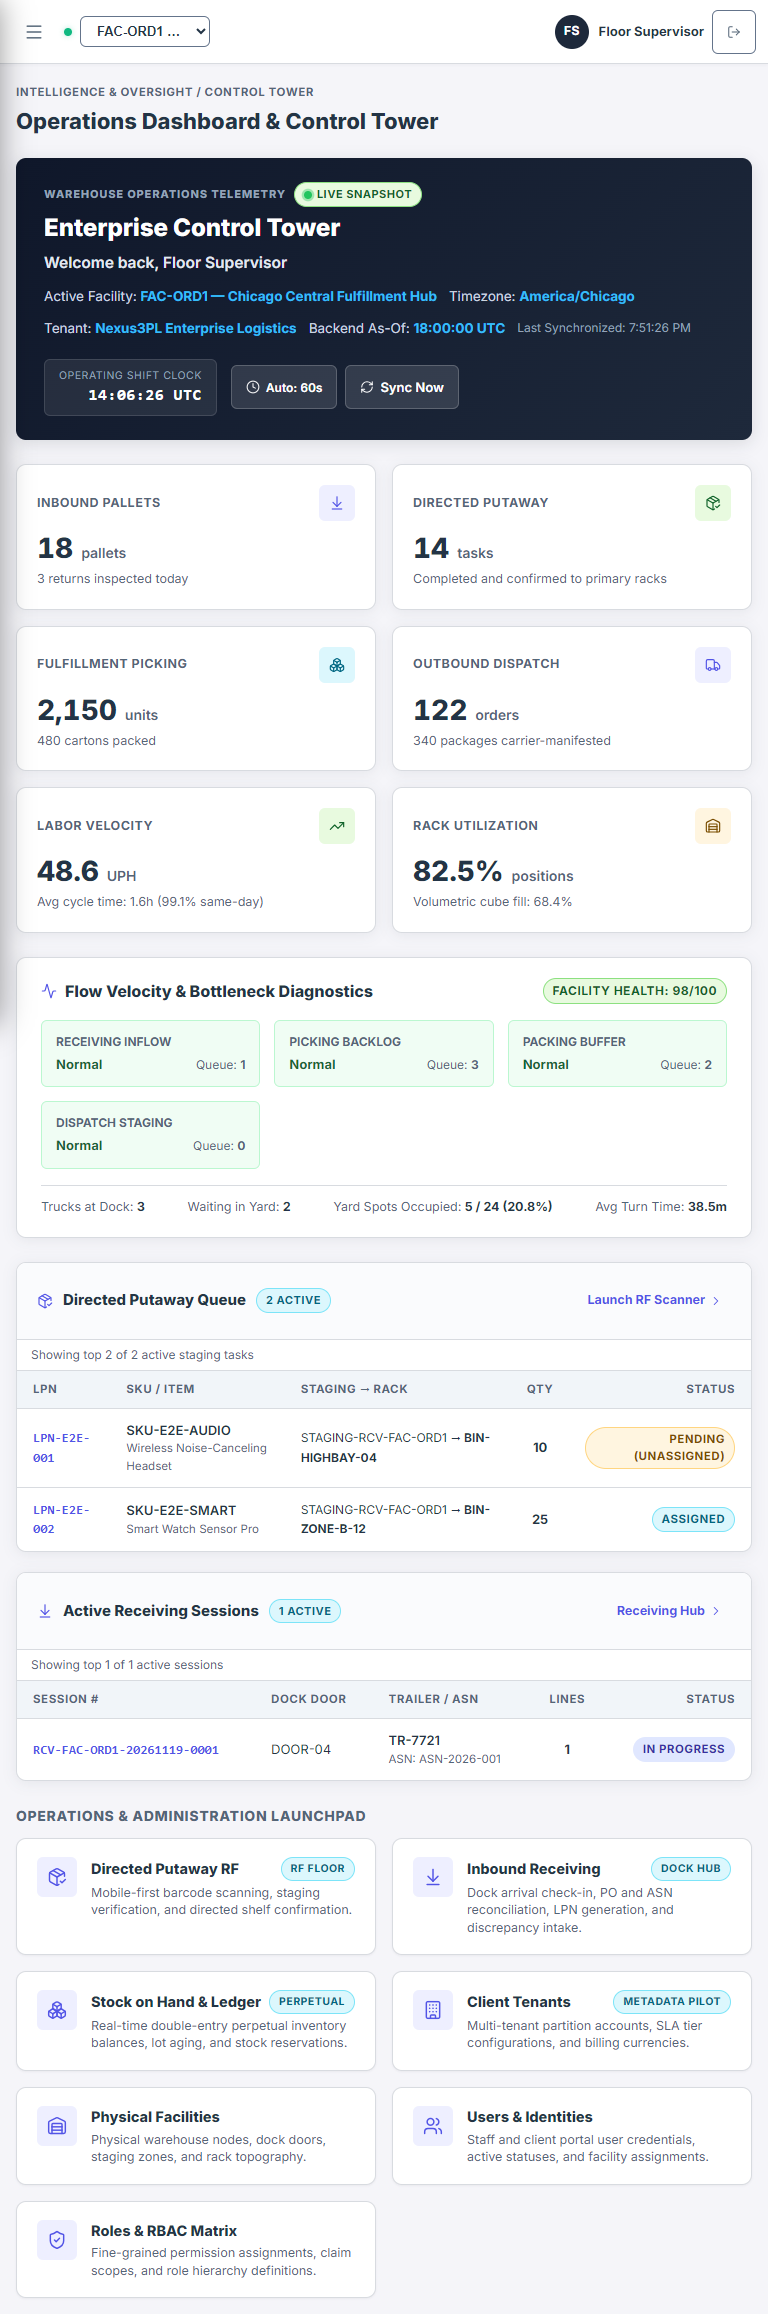 FAC-ORD1 ...
FS
Floor Supervisor
INTELLIGENCE & OVERSIGHT / CONTROL TOWER
Operations Dashboard & Control Tower
WAREHOUSE OPERATIONS TELEMETRY
LIVE SNAPSHOT
Enterprise Control Tower
Welcome back, Floor Supervisor
Active Facility: FAC-ORD1 — Chicago Central Fulfillment Hub Timezone: America/Chicago
Tenant: Nexus3PL Enterprise Logistics Backend As-Of: 18:00:00 UTC Last Synchronized: 7:51:26 PM
OPERATING SHIFT CLOCK
14:06:26 UTC
Auto: 60s
Sync Now
INBOUND PALLETS
18 pallets
3 returns inspected today
DIRECTED PUTAWAY
14 tasks
Completed and confirmed to primary racks
FULFILLMENT PICKING
2,150 units
480 cartons packed
OUTBOUND DISPATCH
122 orders
340 packages carrier-manifested
LABOR VELOCITY
48.6 UPH
Avg cycle time: 1.6h (99.1% same-day)
RACK UTILIZATION
82.5% positions
Volumetric cube fill: 68.4%
Flow Velocity & Bottleneck Diagnostics
FACILITY HEALTH: 98/100
RECEIVING INFLOW
Normal Queue: 1
PICKING BACKLOG
Normal Queue: 3
PACKING BUFFER
Normal Queue: 2
DISPATCH STAGING
Normal Queue: 0
Trucks at Dock: 3 Waiting in Yard: 2 Yard Spots Occupied: 5 / 24 (20.8%) Avg Turn Time: 38.5m
Directed Putaway Queue
2 ACTIVE
Launch RF Scanner
Showing top 2 of 2 active staging tasks
LPN SKU / ITEM STAGING → RACK QTY STATUS
LPN-E2E-
001
SKU-E2E-AUDIO
Wireless Noise-Canceling
Headset
STAGING-RCV-FAC-ORD1 → BIN-
HIGHBAY-04
10
PENDING
(UNASSIGNED)
LPN-E2E-
002
SKU-E2E-SMART
Smart Watch Sensor Pro
STAGING-RCV-FAC-ORD1 → BIN-
ZONE-B-12
25
ASSIGNED
Active Receiving Sessions
1 ACTIVE
Receiving Hub
Showing top 1 of 1 active sessions
SESSION # DOCK DOOR TRAILER / ASN LINES STATUS
RCV-FAC-ORD1-20261119-0001
DOOR-04
TR-7721
ASN: ASN-2026-001
1
IN PROGRESS
OPERATIONS & ADMINISTRATION LAUNCHPAD
Directed Putaway RF
RF FLOOR
Mobile-first barcode scanning, staging
verification, and directed shelf confirmation.
Inbound Receiving
DOCK HUB
Dock arrival check-in, PO and ASN
reconciliation, LPN generation, and
discrepancy intake.
Stock on Hand & Ledger
PERPETUAL
Real-time double-entry perpetual inventory
balances, lot aging, and stock reservations.
Client Tenants
METADATA PILOT
Multi-tenant partition accounts, SLA tier
configurations, and billing currencies.
Physical Facilities
Physical warehouse nodes, dock doors,
staging zones, and rack topography.
Users & Identities
Staff and client portal user credentials,
active statuses, and facility assignments.
Roles & RBAC Matrix
Fine-grained permission assignments, claim
scopes, and role hierarchy definitions.